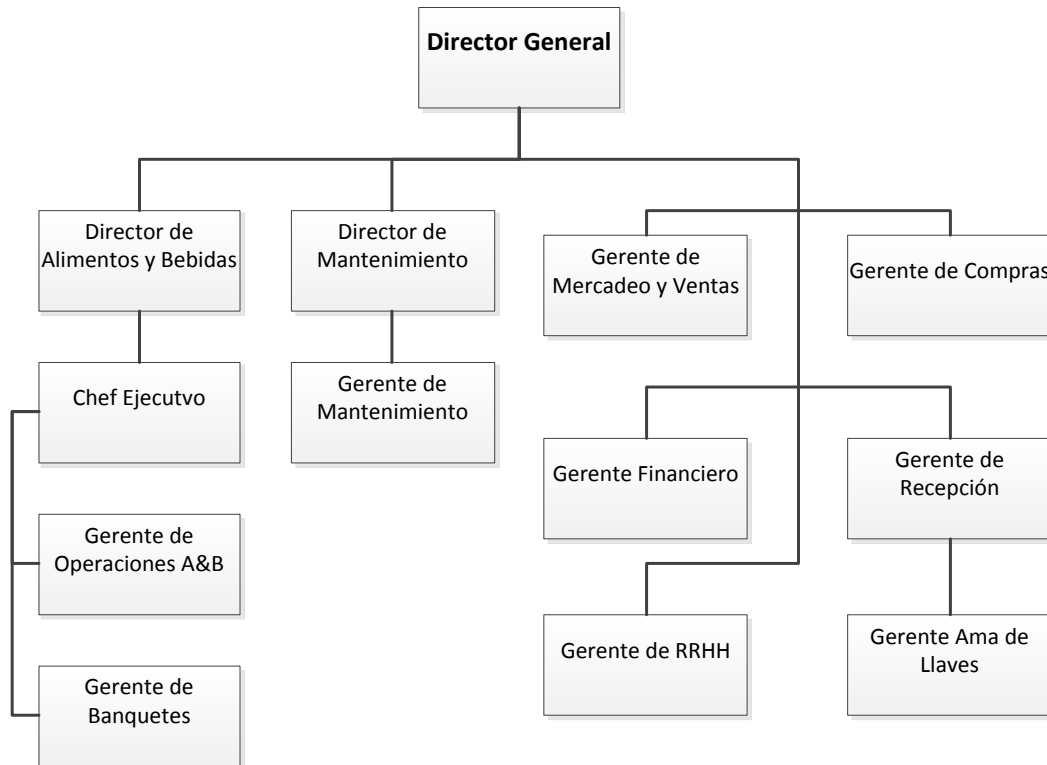 Director General
Director de
Alimentos y Bebidas
Director de
Mantenimiento
Gerente de
Mercadeo y Ventas
Gerente de Compras
Chef Ejecutvo
Gerente de
Mantenimiento
Gerente Financiero
Gerente de
Recepción
Gerente de
Operaciones A&B
Gerente de RRHH
Gerente Ama de
Llaves
Gerente de
Banquetes